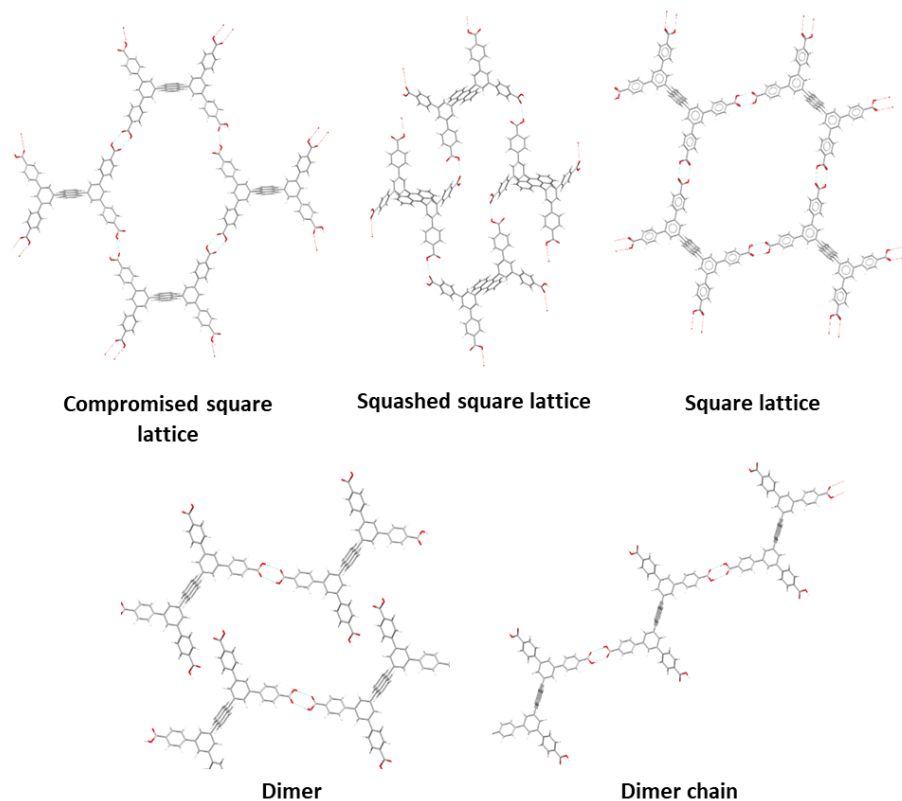 Compromised square
lattice
Squashed square lattice
Square lattice
Dimer
Dimer chain